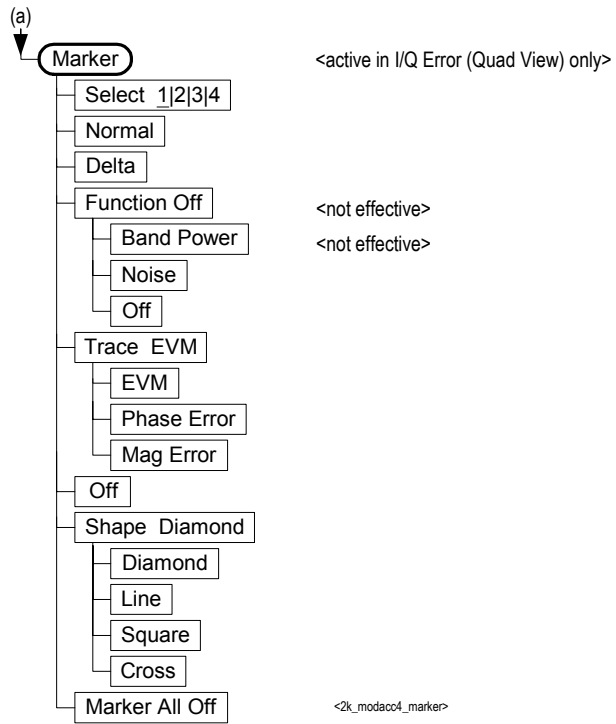 (a)
Marker <active in I/Q Error (Quad View) only>
Select 1|2|3|4
Normal
Delta
Function Off <not effective>
Band Power <not effective>
Noise
Off
Trace EVM
EVM
Phase Error
Mag Error
Off
Shape Diamond
Diamond
Line
Square
Cross
Marker All Off <2k_modacc4_marker>